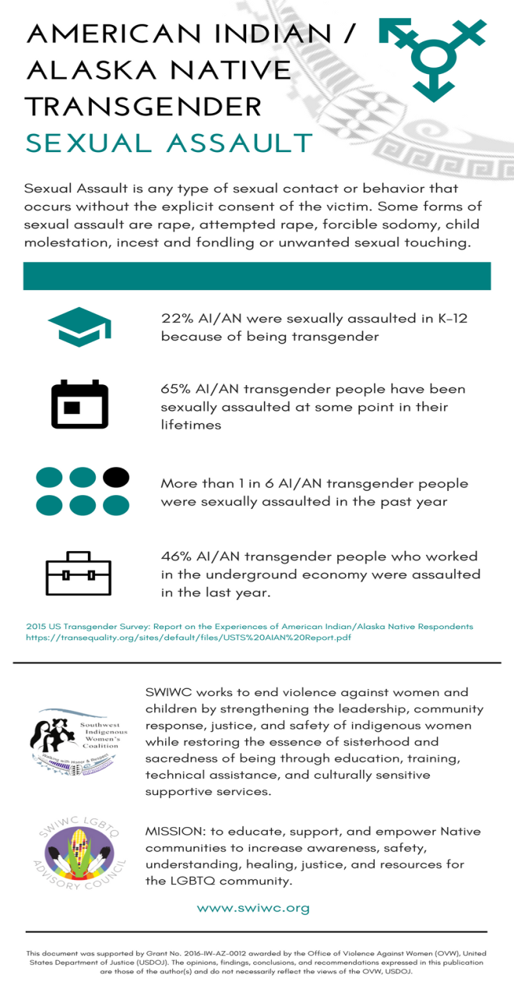 AMERICAN INDIAN /
ALASKA NATIVE
TRANSGENDER
SEXUAL ASSAULT
Sexual Assault is any type of sexual contact or behavior that
occurs without the explicit consent of the victim. Some forms of
sexual assault are rape, attempted rape, forcible sodomy, child
molestation, incest and fondling or unwanted sexual touching.
22% AI/AN were sexually assaulted in K-12
because of being transgender
65% AI/AN transgender people have been
sexually assaulted at some point in their
lifetimes
More than 1 in 6 AI/AN transgender people
were sexually assaulted in the past year
46% AI/AN transgender people who worked
in the underground economy were assaulted
in the last year.
2015 US Transgender Survey: Report on the Experiences of American Indian/Alaska Native Respondents
https://transequality.org/sites/default/files/USTS%20AIAN%20Report.pdf
Southwest
Indigenous
Women's
Coalition
Working with Honor & Respect
SWIWC works to end violence against women and
children by strengthening the leadership, community
response, justice, and safety of indigenous women
while restoring the essence of sisterhood and
sacredness of being through education, training,
technical assistance, and culturally sensitive
supportive services.
SWIWC LGBTQ
ADVISORY COUNCIL
MISSION: to educate, support, and empower Native
communities to increase awareness, safety,
understanding, healing, justice, and resources for
the LGBTQ community.
www.swiwc.org
This document was supported by Grant No. 2016-IW-AZ-0012 awarded by the Office of Violence Against Women (OVW), United
States Department of Justice (USDOJ). The opinions, findings, conclusions, and recommendations expressed in this publication
are those of the author(s) and do not necessarily reflect the views of the OVW, USDOJ.